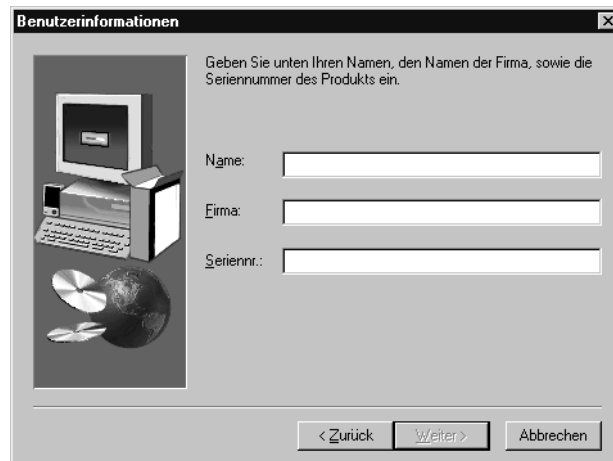 Benutzerinformationen
Geben Sie unten Ihren Namen, den Namen der Firma, sowie die
Seriennummer des Produkts ein.
Name:
Firma:
Seriennr.:
< Zurück
Weiter >
Abbrechen